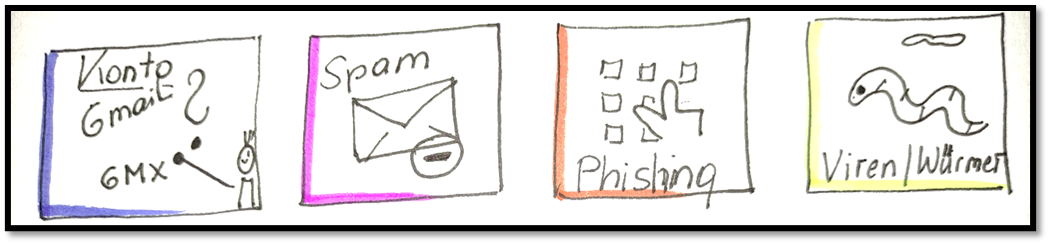 Konto
Gmail ?
GMX
Spam
Phishing
Viren/Würmer